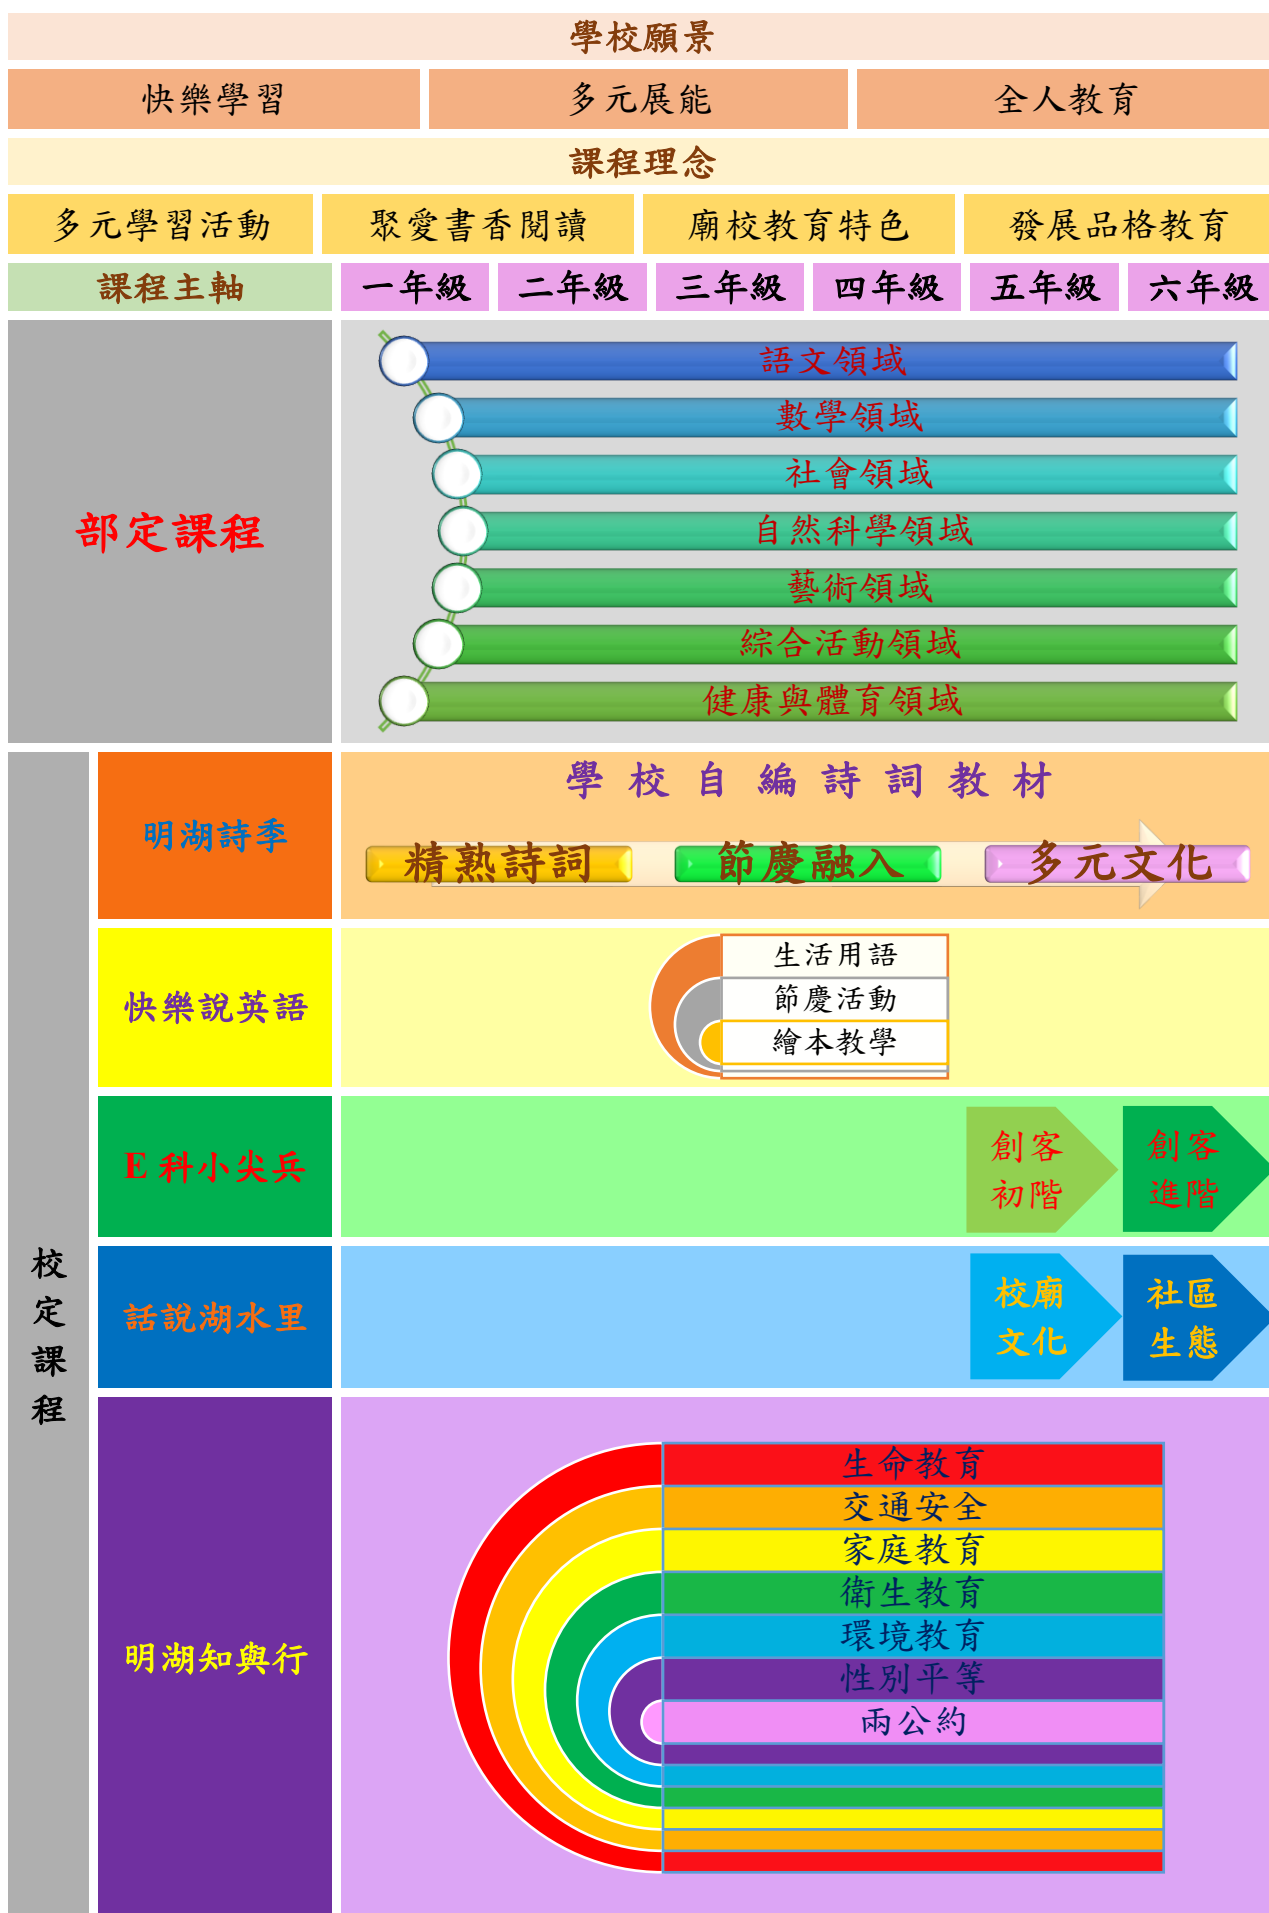 學校願景
快樂學習 多元展能 全人教育
課程理念
多元學習活動 聚愛書香閱讀 廟校教育特色 發展品格教育
課程主軸 一年級 二年級 三年級 四年級 五年級 六年級
部定課程
語文領域
數學領域
社會領域
自然科學領域
藝術領域
綜合活動領域
健康與體育領域
校定課程
明湖詩季
學校自編詩詞教材
精熟詩詞 節慶融入 多元文化
快樂說英語
生活用語
節慶活動
繪本教學
E科小尖兵
創客
初階
創客
進階
話說湖水里
校廟
文化
社區
生態
明湖知與行
生命教育
交通安全
家庭教育
衛生教育
環境教育
性別平等
兩公約